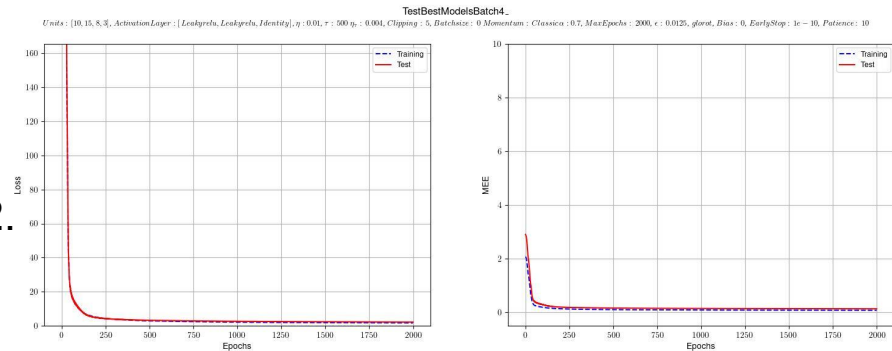 TestBestModelsBatch4_
Units : [10, 15, 8, 3], ActivationLayer : [Leakyrelu, Leakyrelu, Identity], η : 0.01, τ : 500 ητ : 0.004, Clipping : 5, Batchsize : 0 Momentum : Classica : 0.7, MaxEpochs : 2000, ϵ : 0.0125, glorot, Bias : 0, EarlyStop : 1e − 10, Patience : 10
160
140
120
100
80
60
40
20
0
Loss
0 250 500 750 1000 1250 1500 1750 2000
Epochs
Training
Test
10
8
6
4
2
0
MEE
0 250 500 750 1000 1250 1500 1750 2000
Epochs
Training
Test